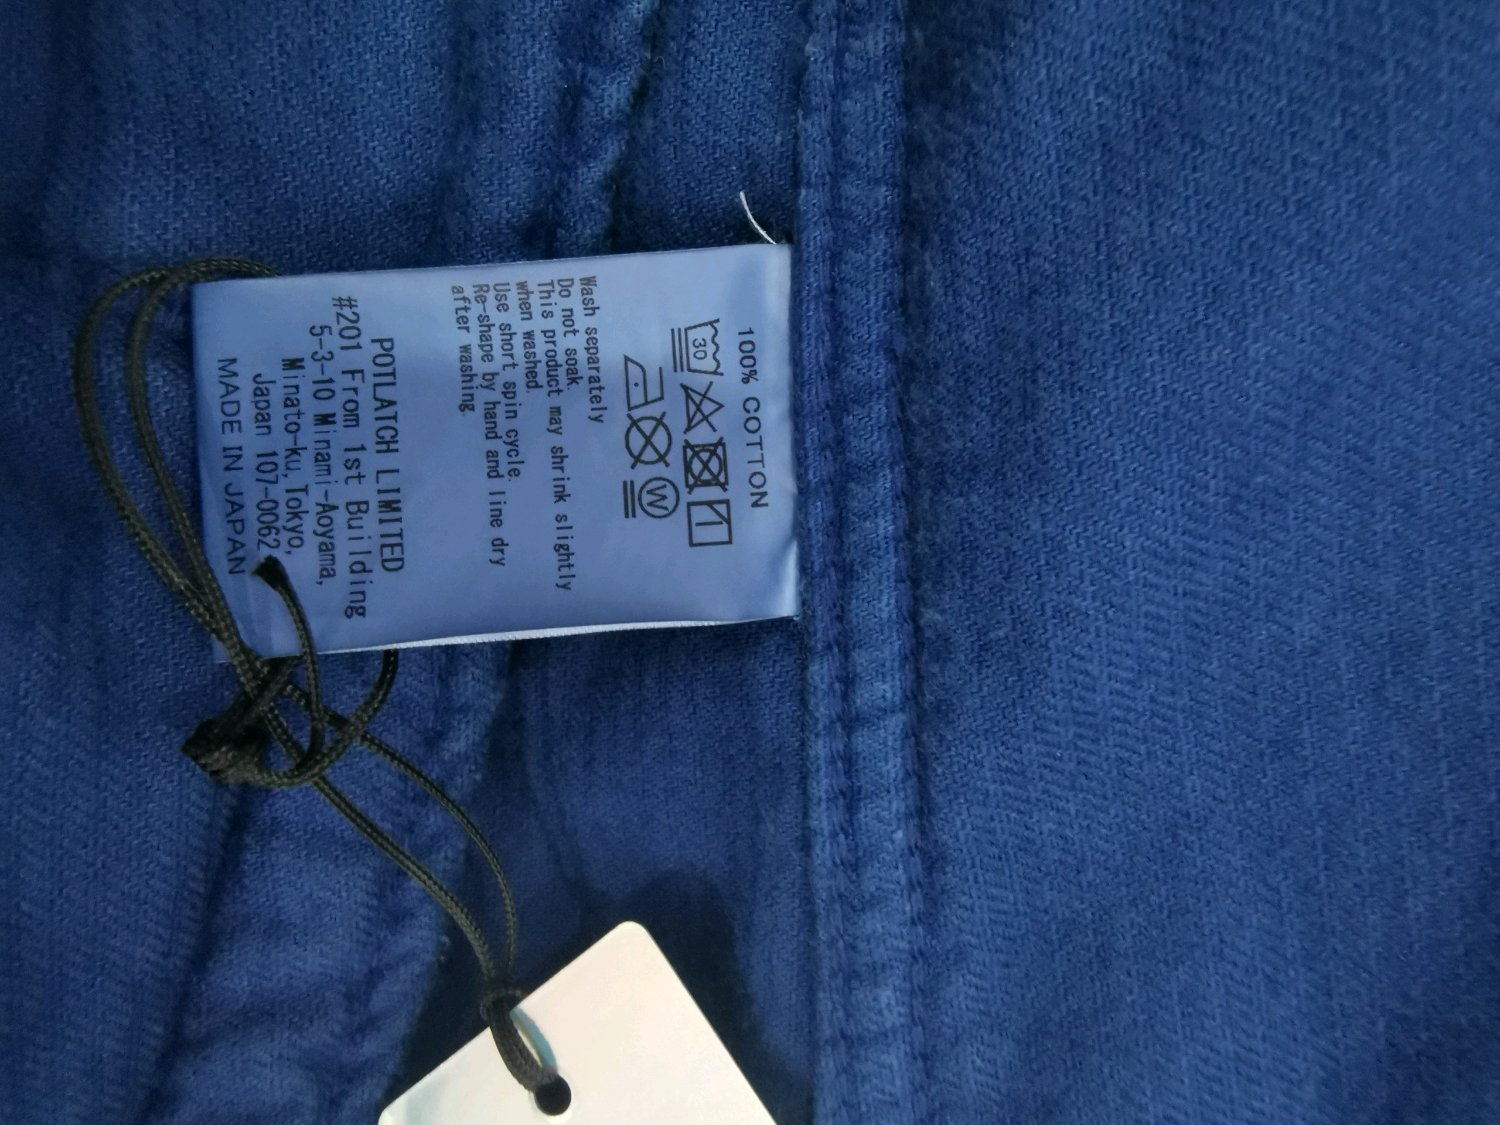 100% COTTON
30
W
Wash separately
Do not soak.
This product may shrink slightly
when washed.
Use short spin cycle.
Re-shape by hand and line dry
after washing.
POTLATCH LIMITED
#201 From 1st Building
5-3-10 Minami-Aoyama,
Minato-ku, Tokyo,
Japan 107-0062
MADE IN JAPAN